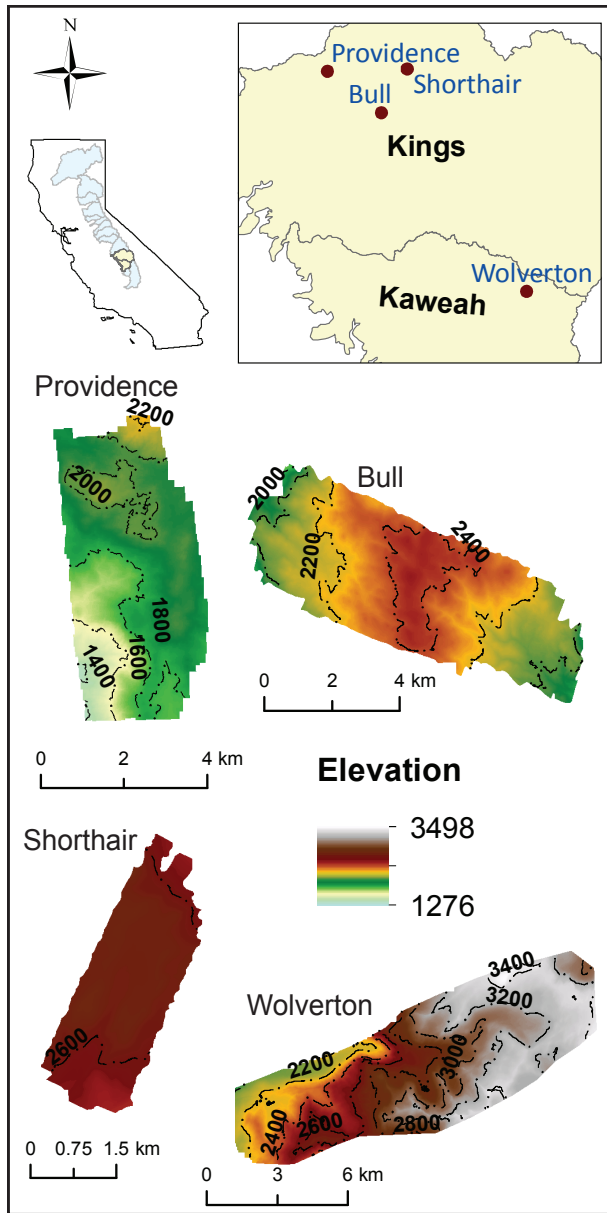 N
Providence
Shorthair
Bull
Kings
Wolverton
Kaweah
Providence
2200
2000
1800
1600
1400
0 2 4 km
Bull
2000
2200
2400
0 2 4 km
Elevation
3498
1276
Shorthair
2600
0 0.75 1.5 km
Wolverton
3400
3200
2200
3000
2400
2600
2800
0 3 6 km